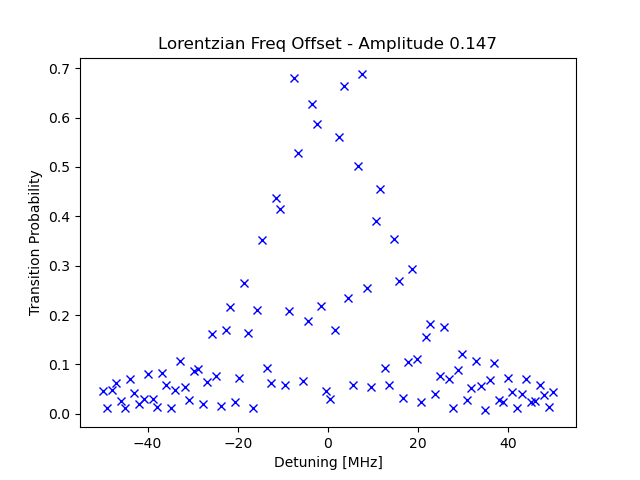 Lorentzian Freq Offset - Amplitude 0.147
Transition Probability
0.7
0.6
0.5
0.4
0.3
0.2
0.1
0.0
−40 −20 0 20 40
Detuning [MHz]